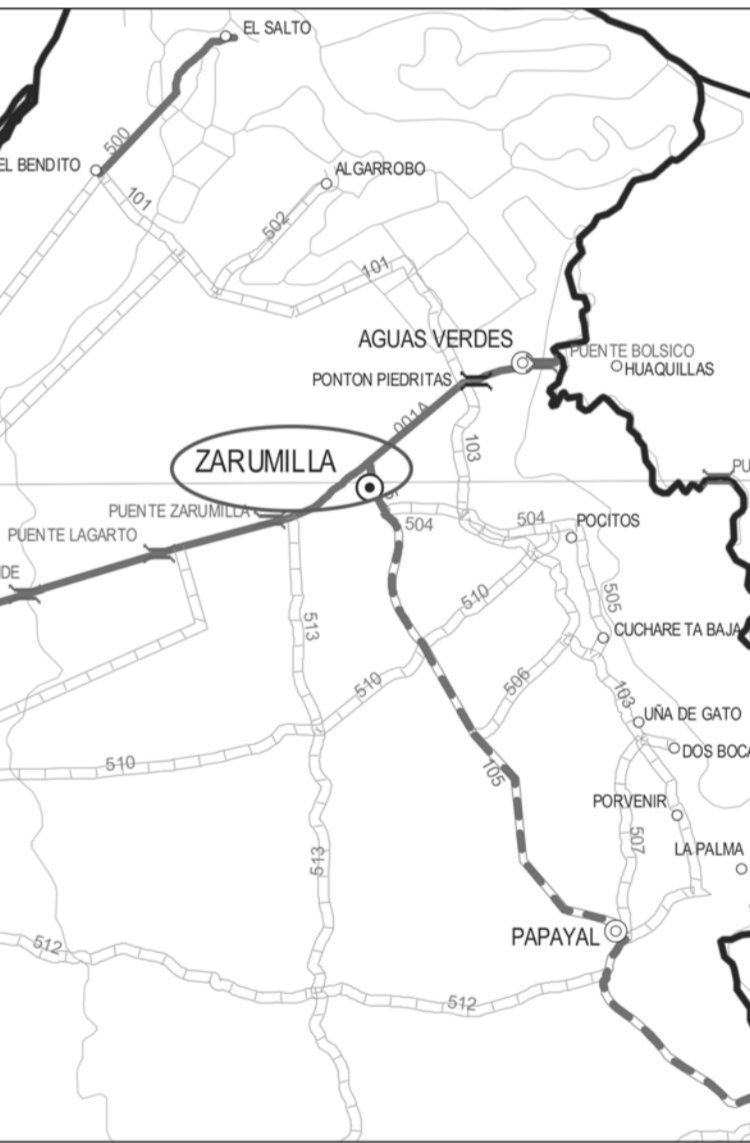 EL SALTO
500
EL BENDITO
ALGARROBO
101
502
101
AGUAS VERDES
PUENTE BOLSICO
HUAQUILLAS
PONTON PIEDRITAS
001A
103
ZARUMILLA
PU
PUENTE ZARUMILLA
504
504
POCITOS
PUENTE LAGARTO
DE
510
505
513
CUCHARE TA BAJA
510
506
103
UÑA DE GATO
510
105
DOS BOCA
PORVENIR
507
513
LA PALMA
PAPAYAL
512
512